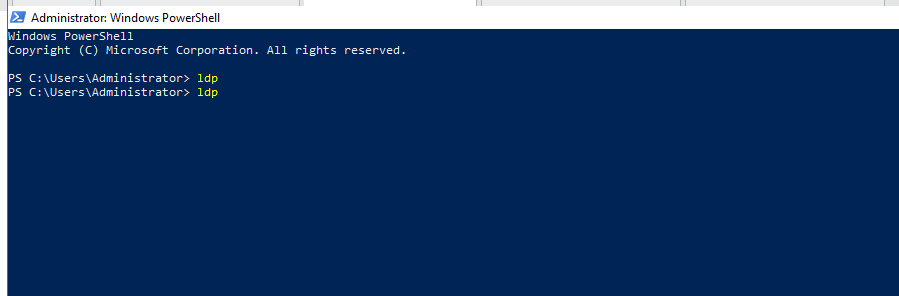 Administrator: Windows PowerShell
Windows PowerShell
Copyright (C) Microsoft Corporation. All rights reserved.
PS C:\Users\Administrator> ldp
PS C:\Users\Administrator> ldp